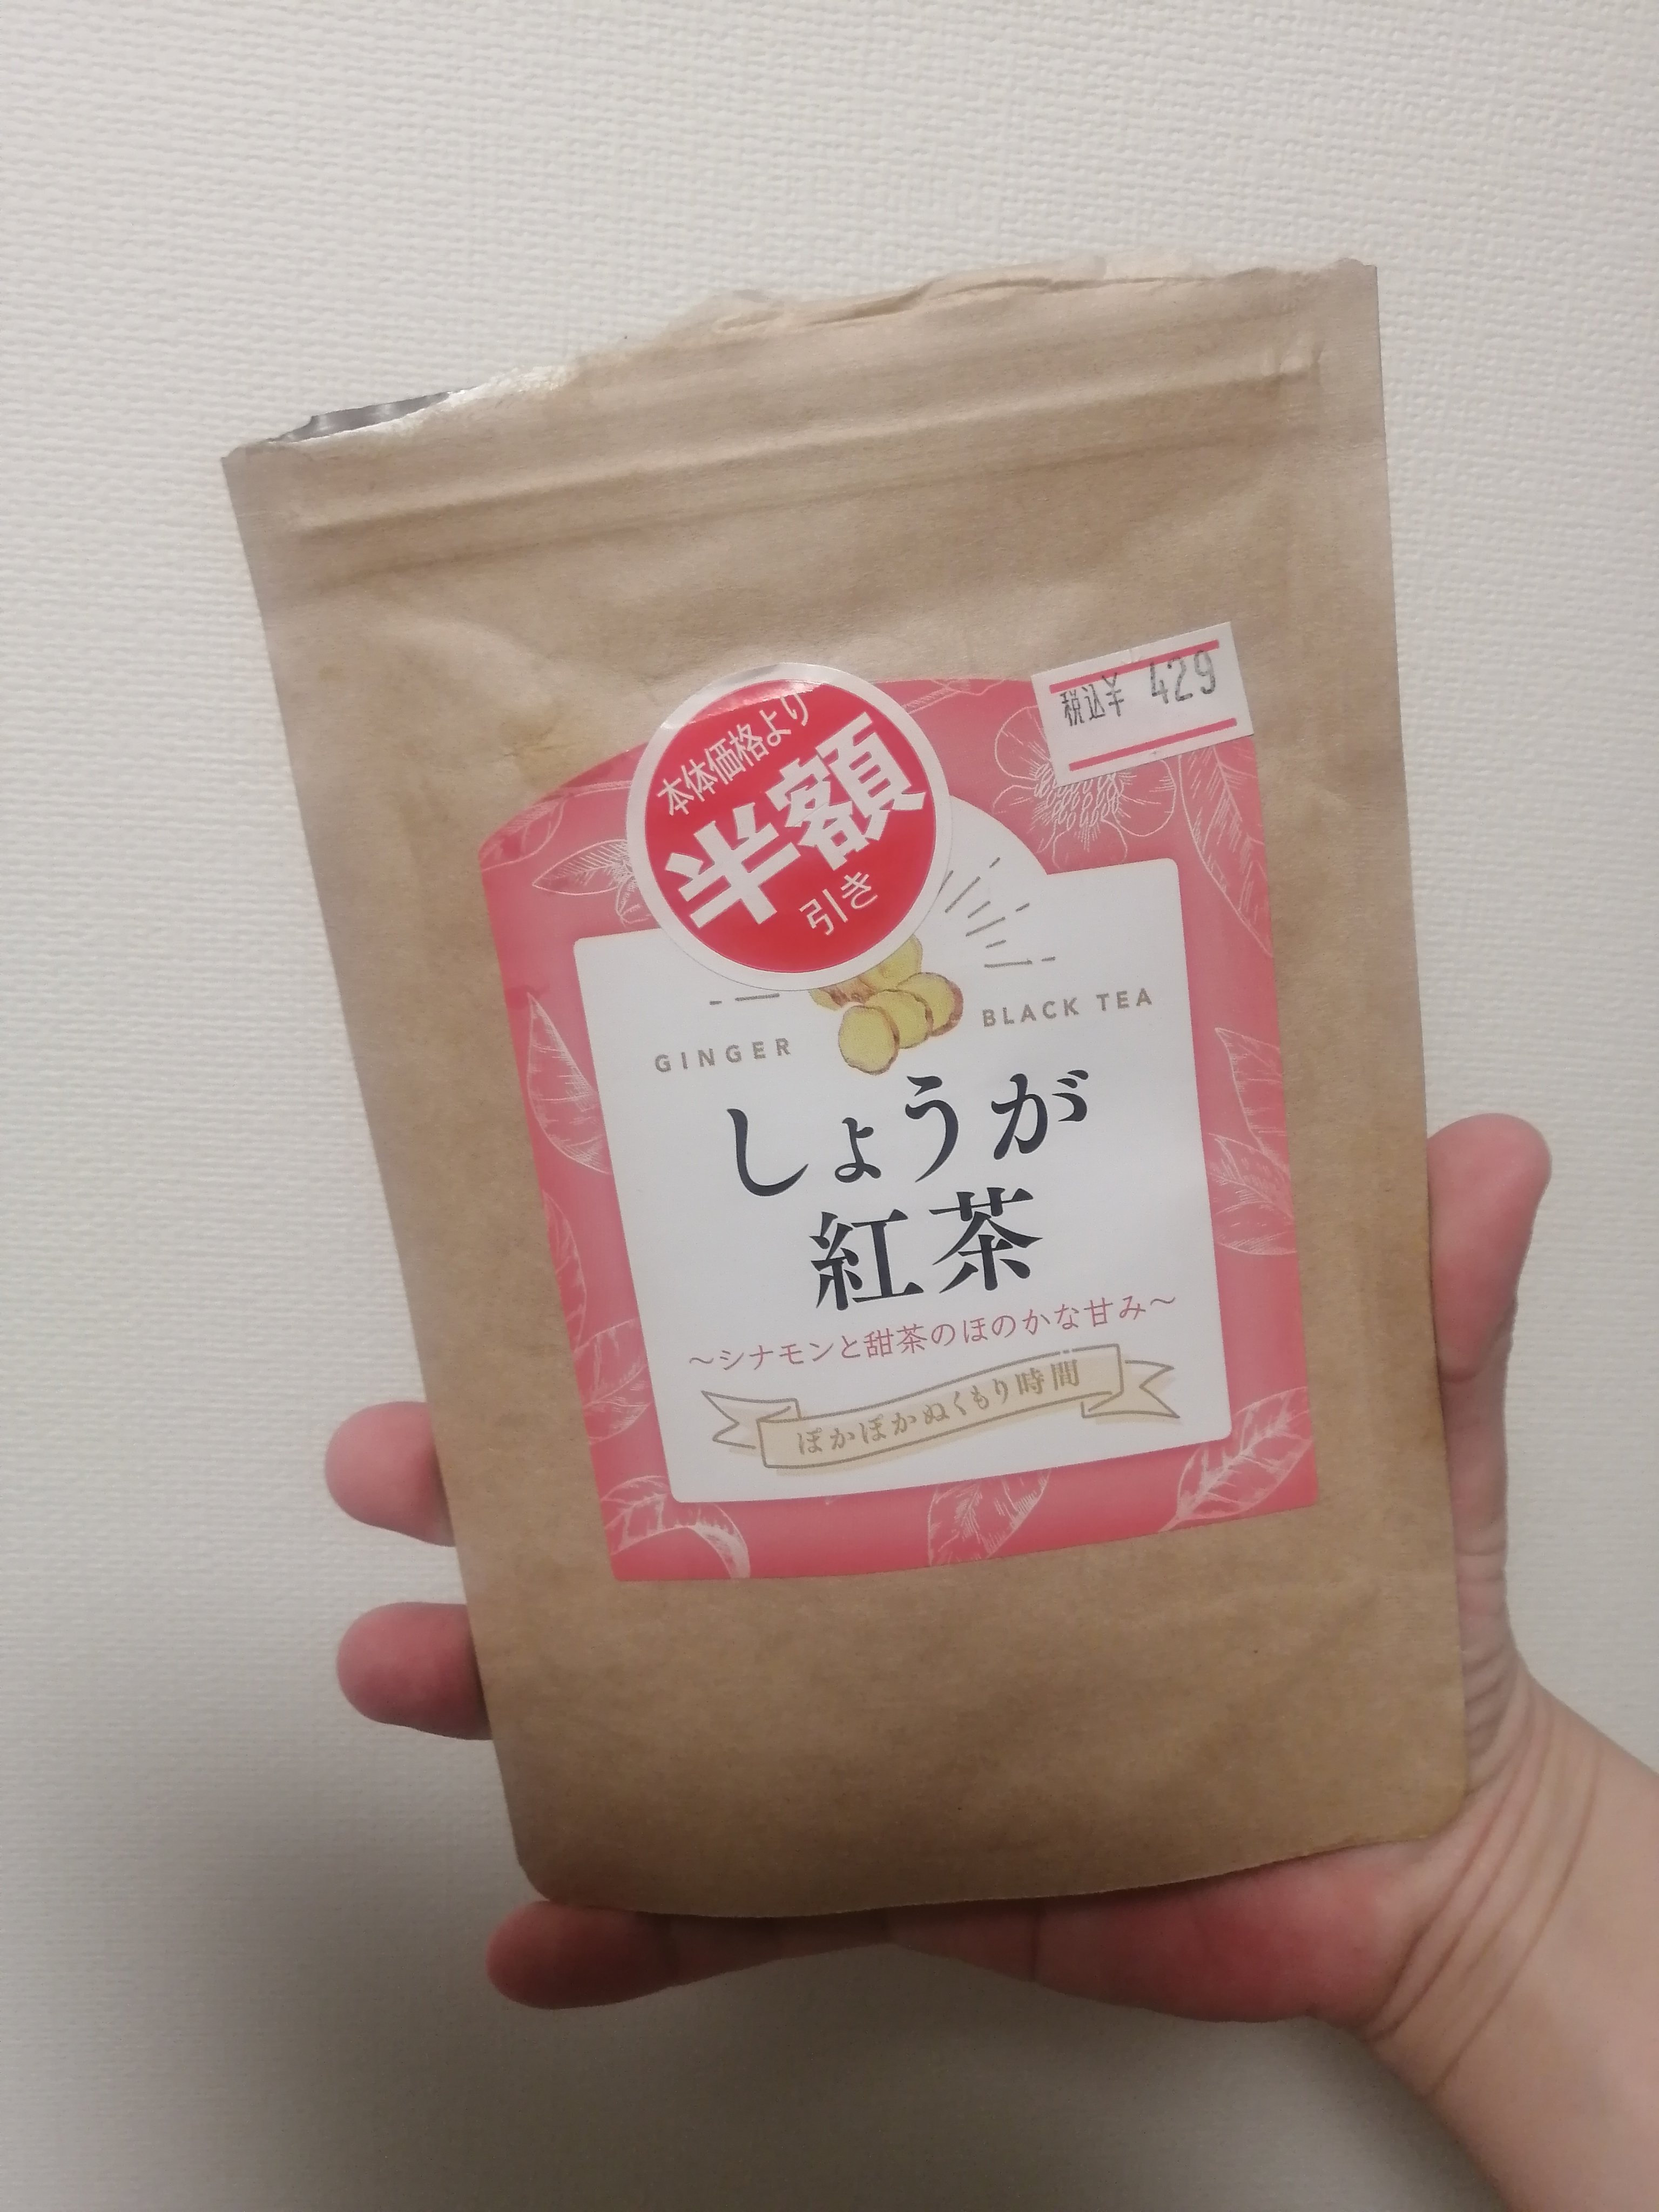 税込¥ 429
本体価格より
半額
引き
GINGER BLACK TEA
しょうが
紅茶
〜シナモンと甜茶のほのかな甘み〜
ぽかぽかぬくもり時間